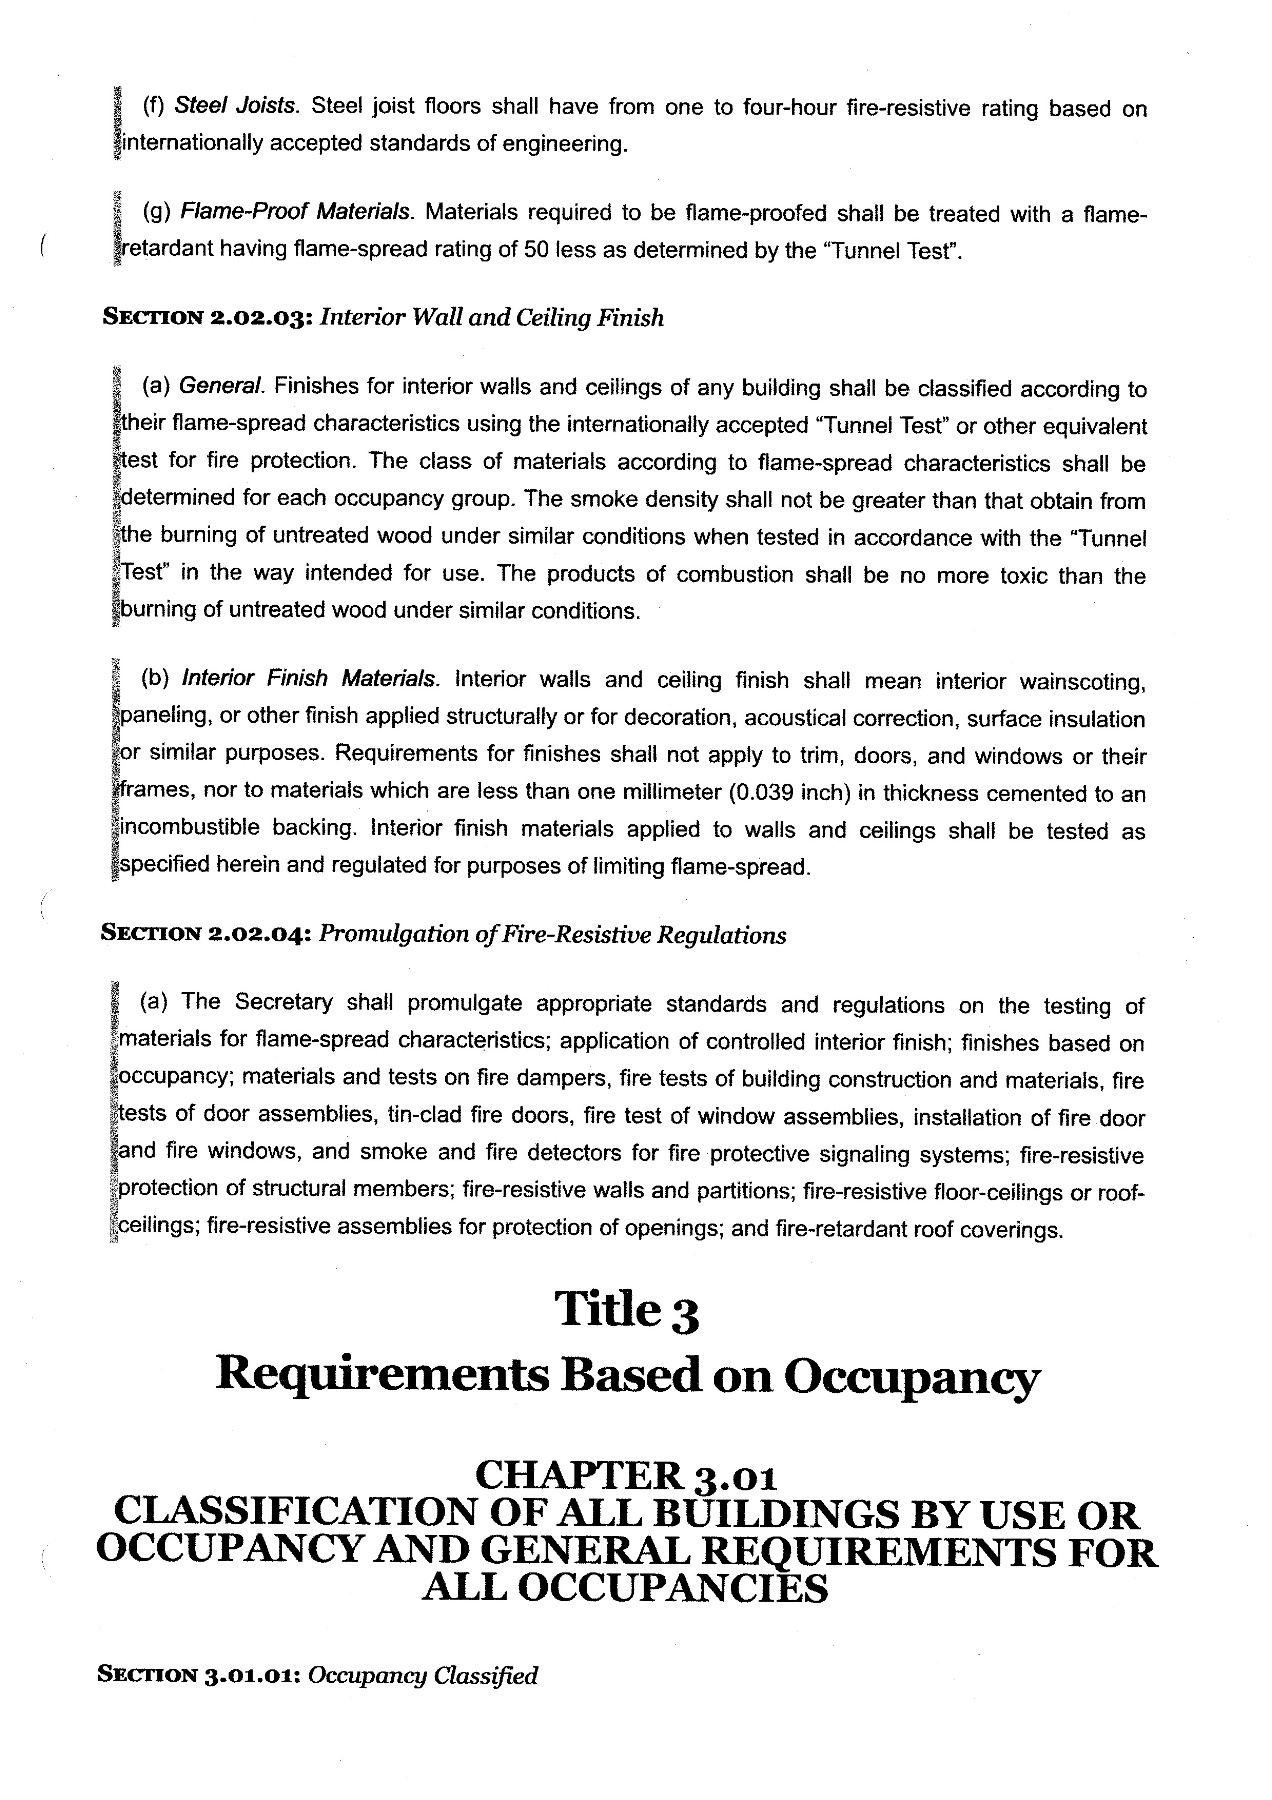 (f) Steel Joists. Steel joist floors shall have from one to four-hour fire-resistive rating based on
internationally accepted standards of engineering.
(g) Flame-Proof Materials. Materials required to be flame-proofed shall be treated with a flame-
retardant having flame-spread rating of 50 less as determined by the “Tunnel Test”.
SECTION 2.02.03: Interior Wall and Ceiling Finish
(a) General. Finishes for interior walls and ceilings of any building shall be classified according to
their flame-spread characteristics using the internationally accepted “Tunnel Test” or other equivalent
test for fire protection. The class of materials according to flame-spread characteristics shall be
determined for each occupancy group. The smoke density shall not be greater than that obtain from
the burning of untreated wood under similar conditions when tested in accordance with the “Tunnel
Test” in the way intended for use. The products of combustion shall be no more toxic than the
burning of untreated wood under similar conditions.
(b) Interior Finish Materials. Interior walls and ceiling finish shall mean interior wainscoting,
paneling, or other finish applied structurally or for decoration, acoustical correction, surface insulation
or similar purposes. Requirements for finishes shall not apply to trim, doors, and windows or their
frames, nor to materials which are less than one millimeter (0.039 inch) in thickness cemented to an
incombustible backing. Interior finish materials applied to walls and ceilings shall be tested as
specified herein and regulated for purposes of limiting flame-spread.
SECTION 2.02.04: Promulgation of Fire-Resistive Regulations
(a) The Secretary shall promulgate appropriate standards and regulations on the testing of
materials for flame-spread characteristics; application of controlled interior finish; finishes based on
occupancy; materials and tests on fire dampers, fire tests of building construction and materials, fire
tests of door assemblies, tin-clad fire doors, fire test of window assemblies, installation of fire door
and fire windows, and smoke and fire detectors for fire protective signaling systems; fire-resistive
protection of structural members; fire-resistive walls and partitions; fire-resistive floor-ceilings or roof-
ceilings; fire-resistive assemblies for protection of openings; and fire-retardant roof coverings.
Title 3
Requirements Based on Occupancy
CHAPTER 3.01
CLASSIFICATION OF ALL BUILDINGS BY USE OR
OCCUPANCY AND GENERAL REQUIREMENTS FOR
ALL OCCUPANCIES
SECTION 3.01.01: Occupancy Classified